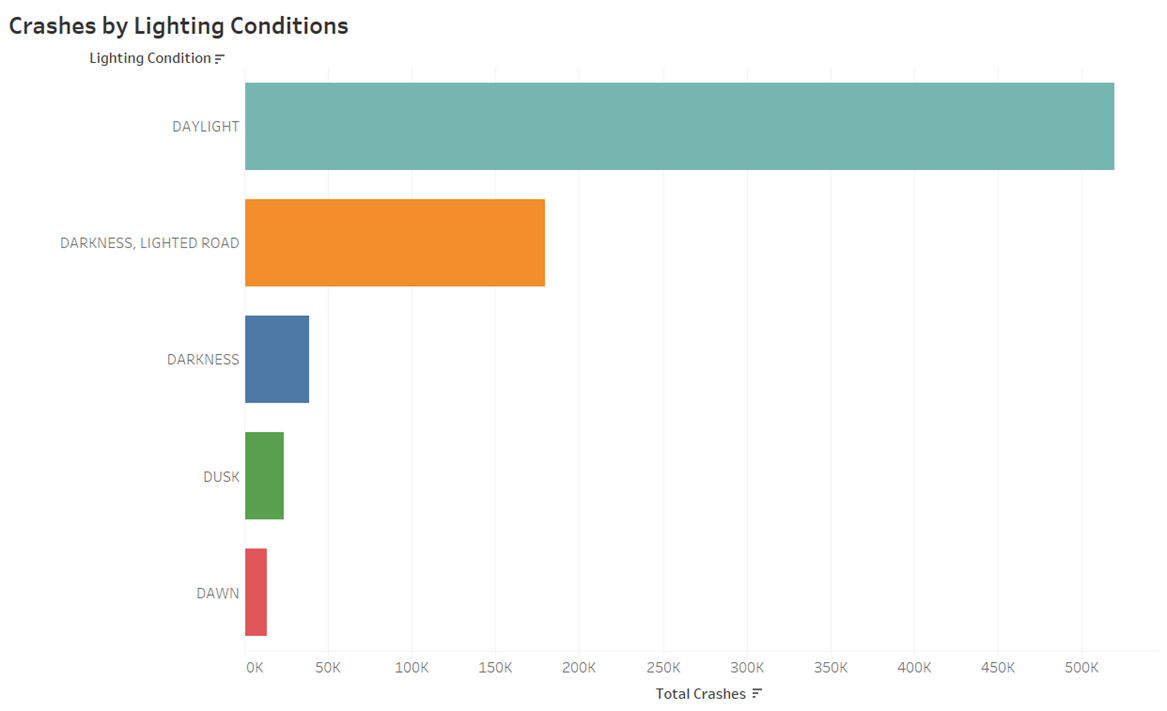 Crashes by Lighting Conditions
Lighting Condition
DAYLIGHT
DARKNESS, LIGHTED ROAD
DARKNESS
DUSK
DAWN
0K 50K 100K 150K 200K 250K 300K 350K 400K 450K 500K
Total Crashes